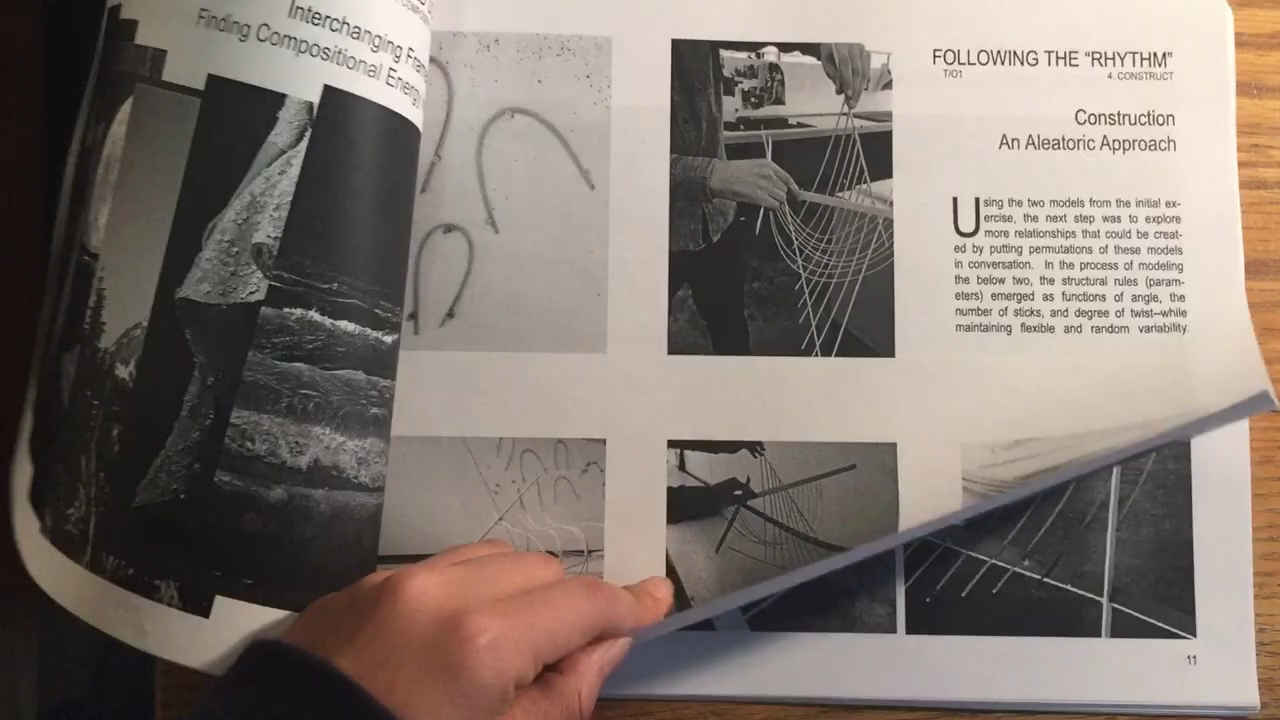 Interchanging
Finding Compositional Energy
FOLLOWING THE “RHYTHM”
T/O1 4. CONSTRUCT
Construction
An Aleatoric Approach
Using the two models from the initial ex-
ercise, the next step was to explore
more relationships that could be creat-
ed by putting permutations of these models
in conversation. In the process of modeling
the below two, the structural rules (param-
eters) emerged as functions of angle, the
number of sticks, and degree of twist—while
maintaining flexible and random variability.
11